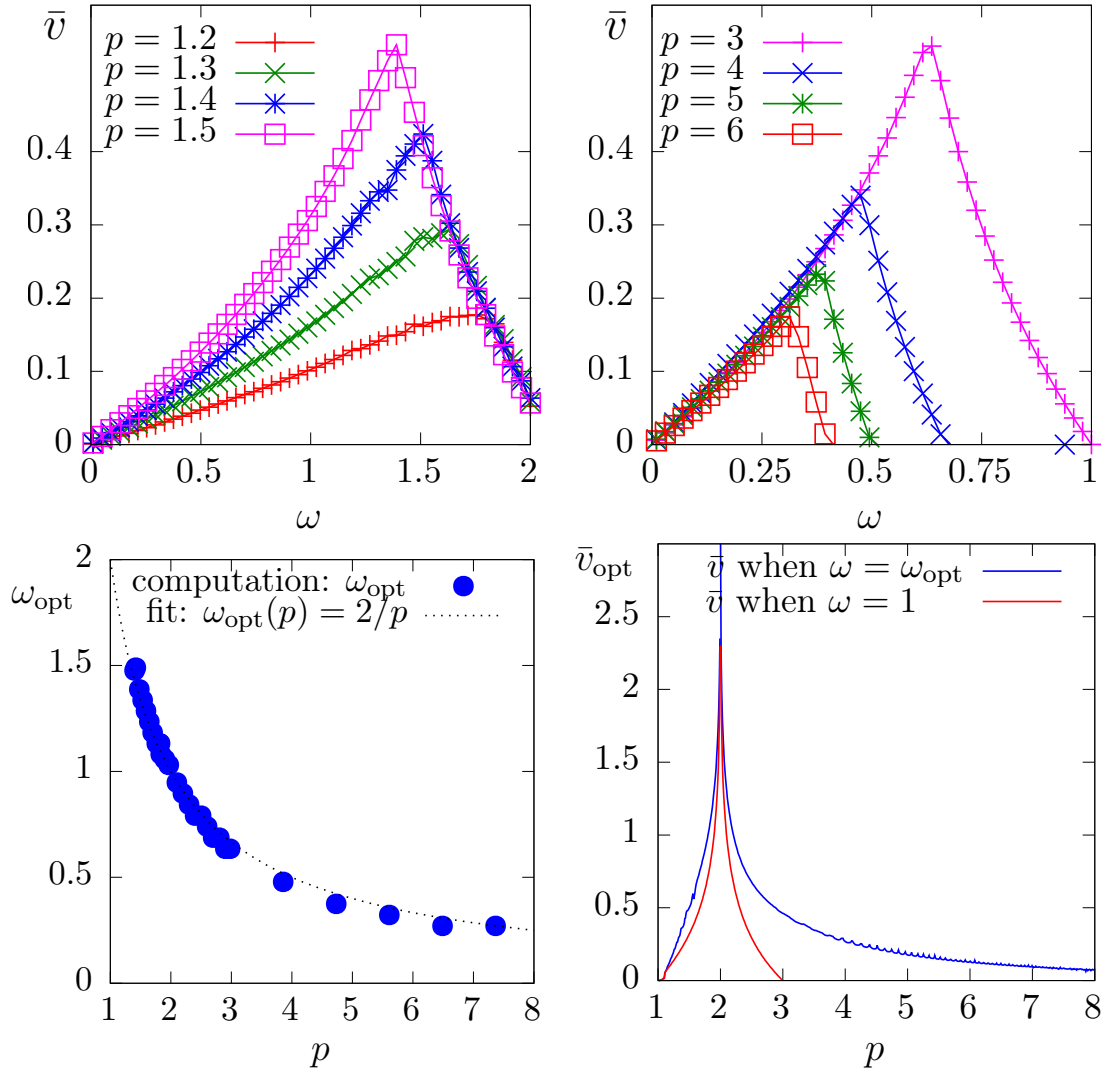 v̄
p = 1.2
p = 1.3
p = 1.4
p = 1.5
0.4
0.3
0.2
0.1
0
0 0.5 1 1.5 2
ω
v̄
p = 3
p = 4
p = 5
p = 6
0.4
0.3
0.2
0.1
0
0 0.25 0.5 0.75 1
ω
2
ω_opt
computation: ω_opt
fit: ω_opt(p) = 2/p
1.5
1
0.5
0
1 2 3 4 5 6 7 8
p
v̄_opt
v̄ when ω = ω_opt
v̄ when ω = 1
2.5
2
1.5
1
0.5
0
1 2 3 4 5 6 7 8
p